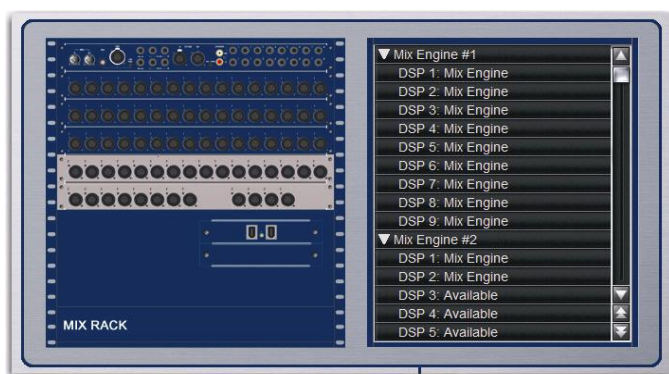 MIX RACK
Mix Engine #1
DSP 1: Mix Engine
DSP 2: Mix Engine
DSP 3: Mix Engine
DSP 4: Mix Engine
DSP 5: Mix Engine
DSP 6: Mix Engine
DSP 7: Mix Engine
DSP 8: Mix Engine
DSP 9: Mix Engine
Mix Engine #2
DSP 1: Mix Engine
DSP 2: Mix Engine
DSP 3: Available
DSP 4: Available
DSP 5: Available